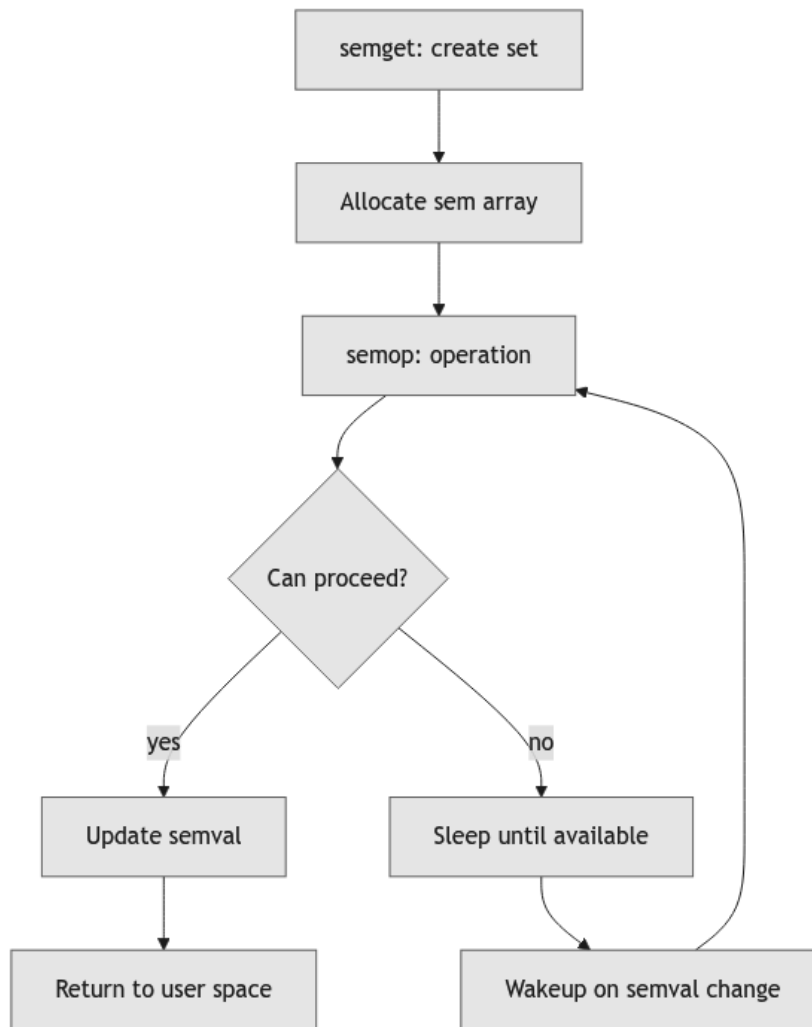 semget: create set
Allocate sem array
semop: operation
Can proceed?
yes
no
Update semval
Sleep until available
Return to user space
Wakeup on semval change